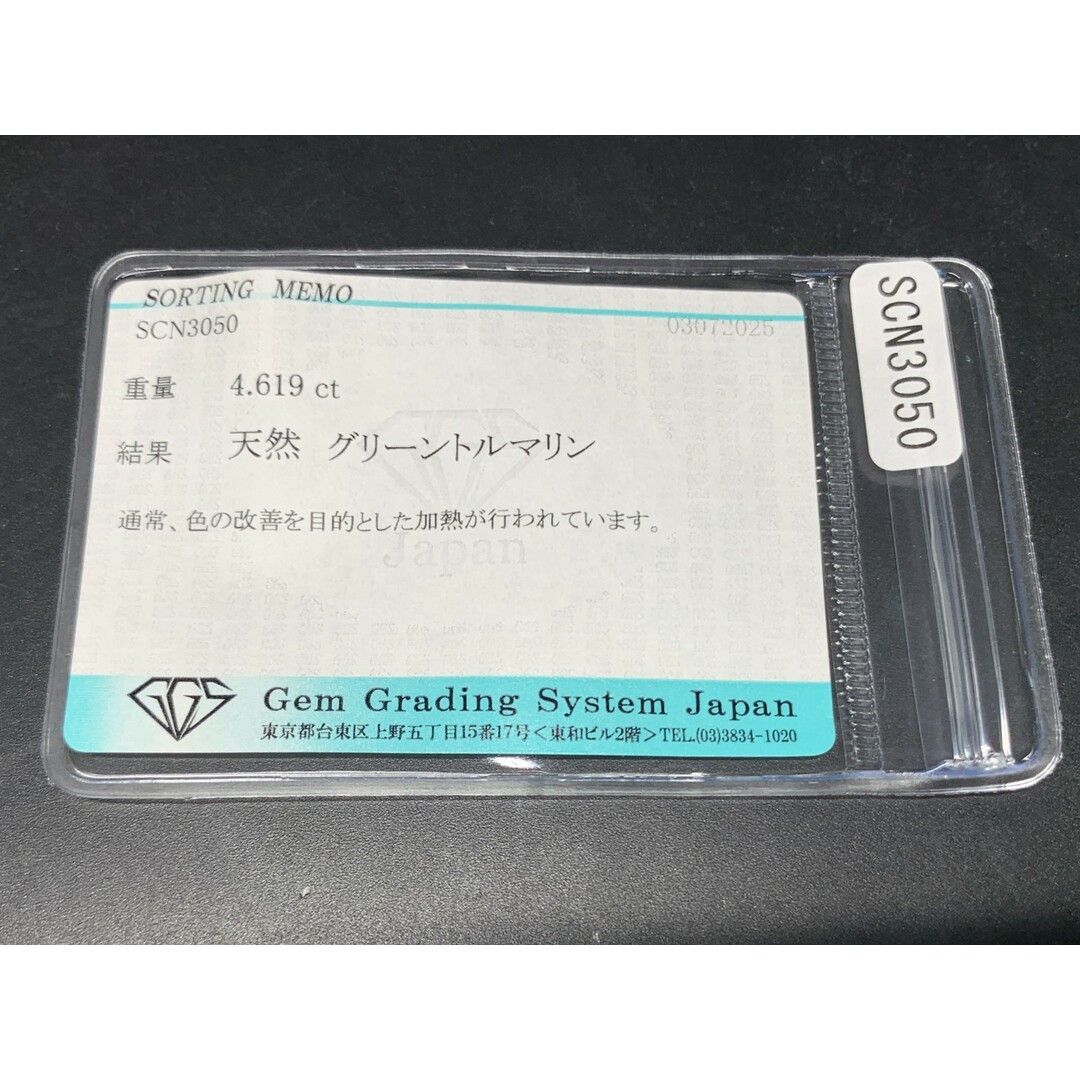 SORTING MEMO
SCN3050 03072025
重量 4.619 ct
結果 天然 グリーントルマリン
通常、色の改善を目的とした加熱が行われています。
Japan
GGS Gem Grading System Japan
東京都台東区上野五丁目15番17号<東和ビル2階>TEL.(03)3834-1020
SCN3050